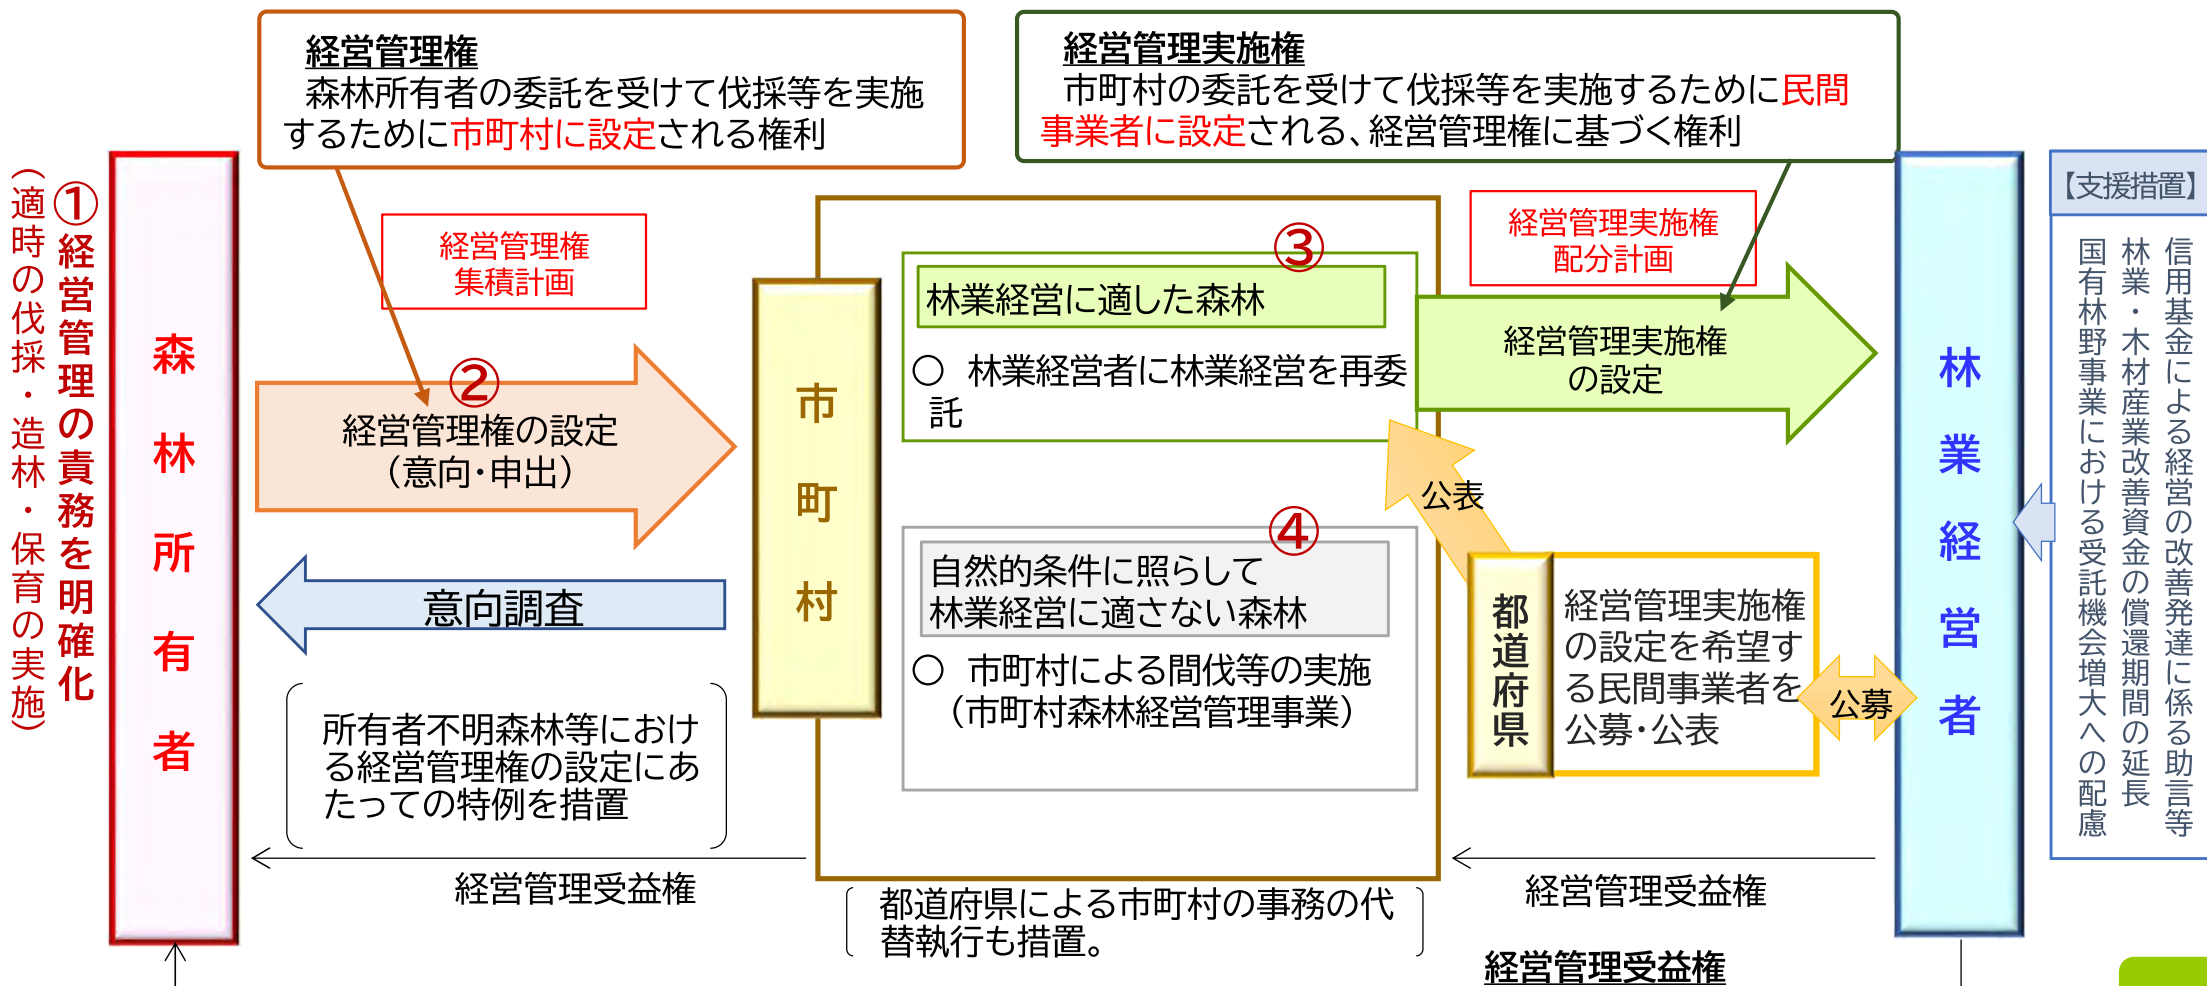 経営管理権
森林所有者の委託を受けて伐採等を実施
するために市町村に設定される権利
経営管理実施権
市町村の委託を受けて伐採等を実施するために民間
事業者に設定される、経営管理権に基づく権利
①経営管理の責務を明確化
（適時の伐採・造林・保育の実施）
森林所有者
経営管理権
集積計画
②
経営管理権の設定
（意向・申出）
意向調査
所有者不明森林等におけ
る経営管理権の設定にあ
たっての特例を措置
経営管理受益権
市町村
③
林業経営に適した森林
○ 林業経営者に林業経営を再委
託
④
自然的条件に照らして
林業経営に適さない森林
○ 市町村による間伐等の実施
（市町村森林経営管理事業）
都道府県による市町村の事務の代
替執行も措置。
経営管理実施権
配分計画
経営管理実施権
の設定
公表
都道府県
経営管理実施権
の設定を希望す
る民間事業者を
公募・公表
公募
経営管理受益権
経営管理受益権
林業経営者
【支援措置】
信用基金による経営の改善発達に係る助言等
林業・木材産業改善資金の償還期間の延長
国有林野事業における受託機会増大への配慮